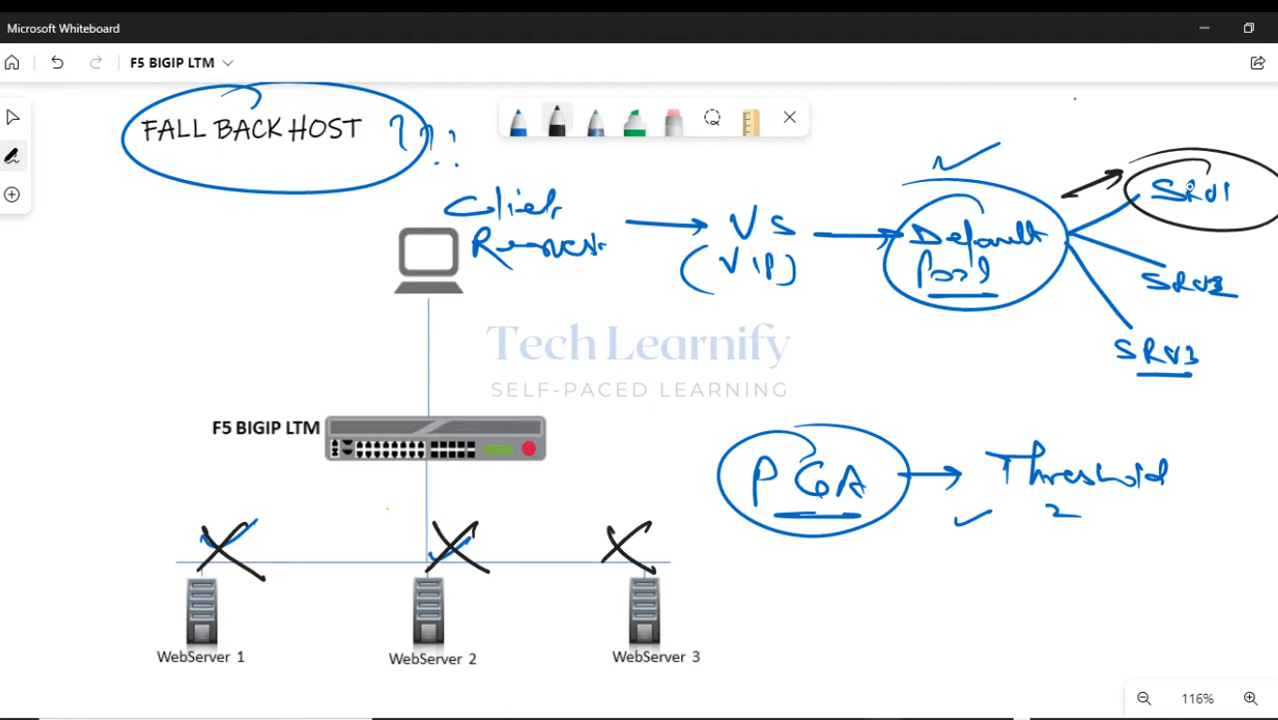 Microsoft Whiteboard
F5 BIGIP LTM
FALL BACK HOST ???
Client
Request
VS
(VIP)
Default
Pool
SRV1
SRV2
SRV3
Tech Learnify
SELF-PACED LEARNING
F5 BIGIP LTM
PGA
Threshold
2
WebServer 1
WebServer 2
WebServer 3
116%